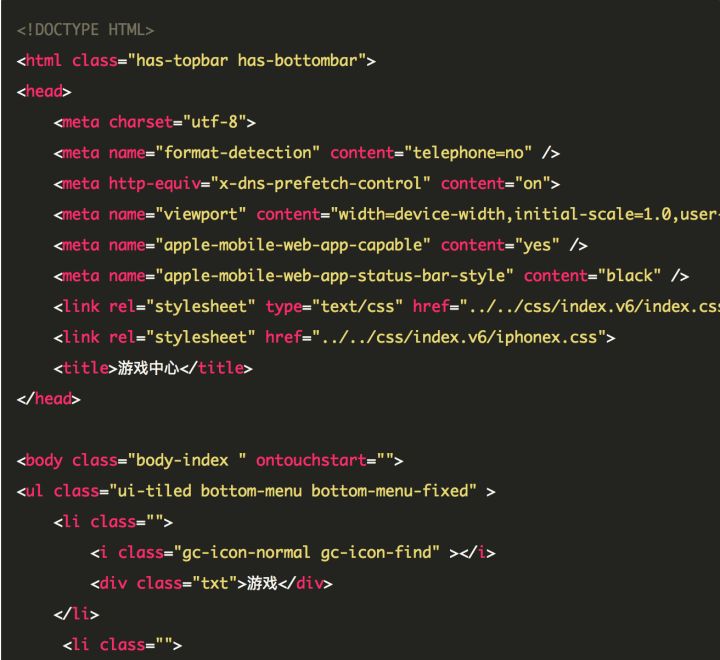 <!DOCTYPE HTML>
<html class="has-topbar has-bottombar">
<head>
    <meta charset="utf-8">
    <meta name="format-detection" content="telephone=no" />
    <meta http-equiv="x-dns-prefetch-control" content="on">
    <meta name="viewport" content="width=device-width,initial-scale=1.0,user-
    <meta name="apple-mobile-web-app-capable" content="yes" />
    <meta name="apple-mobile-web-app-status-bar-style" content="black" />
    <link rel="stylesheet" type="text/css" href="../../css/index.v6/index.css
    <link rel="stylesheet" href="../../css/index.v6/iphonex.css">
    <title>游戏中心</title>
</head>
<body class="body-index " ontouchstart="">
<ul class="ui-tiled bottom-menu bottom-menu-fixed" >
    <li class="">
        <i class="gc-icon-normal gc-icon-find" ></i>
        <div class="txt">游戏</div>
    </li>
     <li class="">